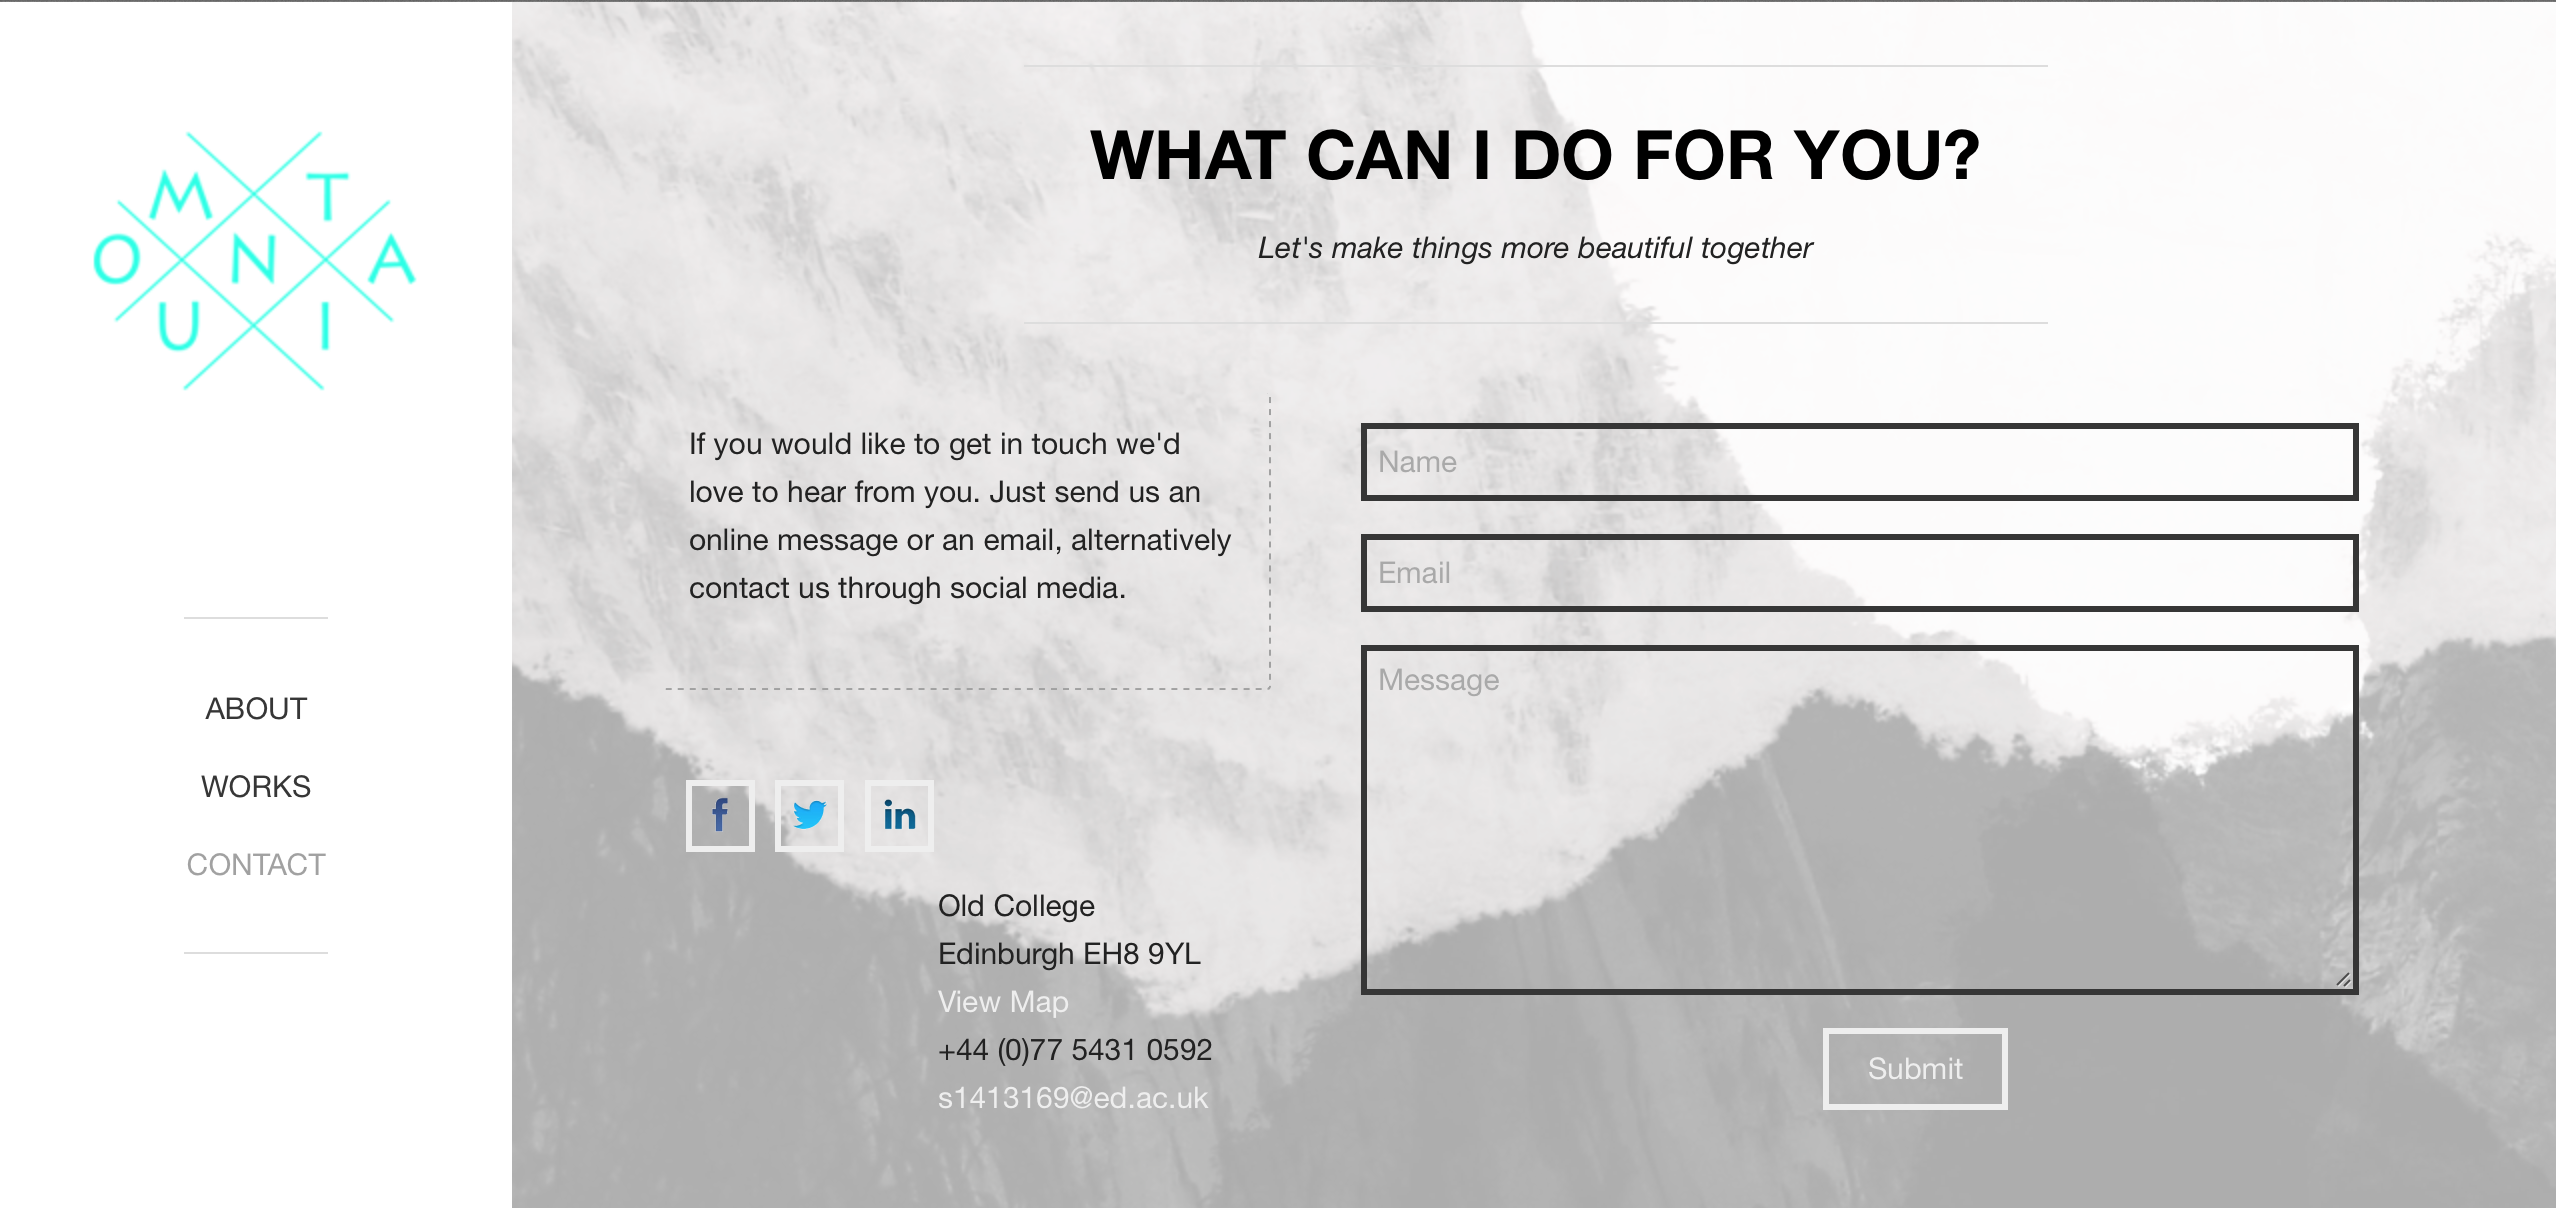 M T
O N A
U I
ABOUT
WORKS
CONTACT
WHAT CAN I DO FOR YOU?
Let's make things more beautiful together
If you would like to get in touch we'd
love to hear from you. Just send us an
online message or an email, alternatively
contact us through social media.
f
in
Old College
Edinburgh EH8 9YL
View Map
+44 (0)77 5431 0592
s1413169@ed.ac.uk
Name
Email
Message
Submit